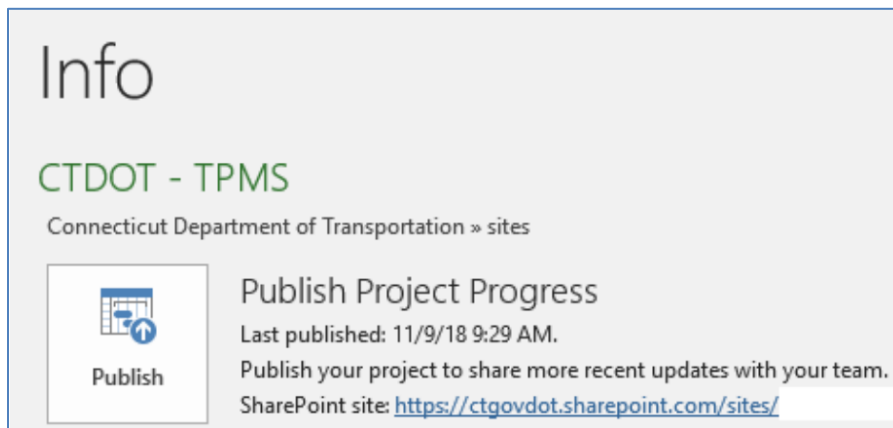 Info
CTDOT - TPMS
Connecticut Department of Transportation » sites
Publish
Publish Project Progress
Last published: 11/9/18 9:29 AM.
Publish your project to share more recent updates with your team.
SharePoint site: https://ctgovdot.sharepoint.com/sites/